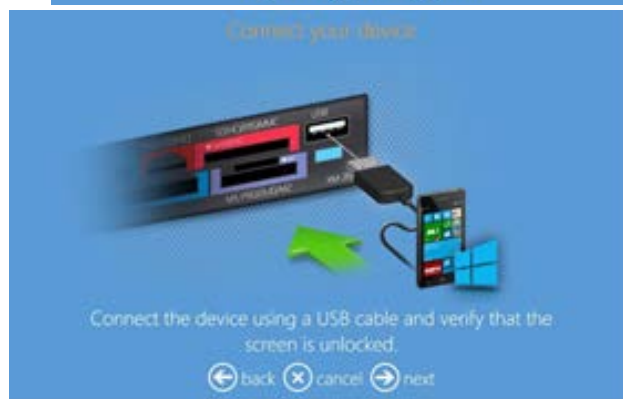 Connect your device
USB
Connect the device using a USB cable and verify that the
screen is unlocked.
back cancel next